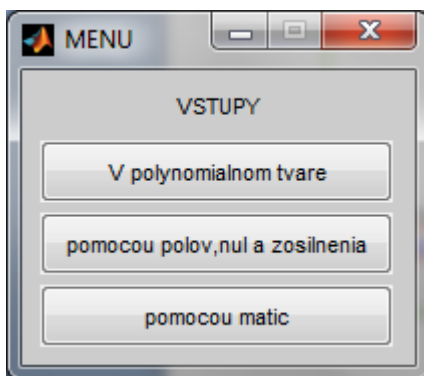 MENU
VSTUPY
V polynomialnom tvare
pomocou polov,nul a zosilnenia
pomocou matic